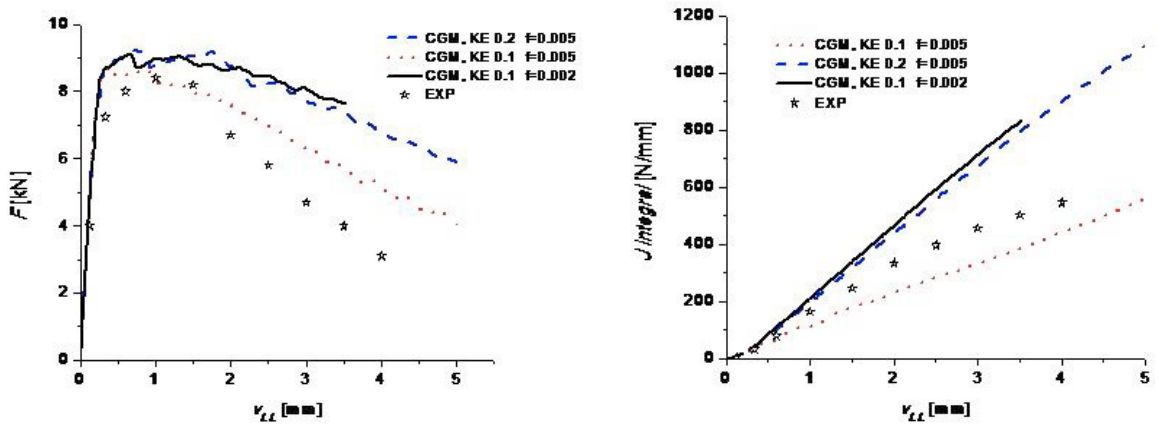 10
8
6
4
2
0
F [kN]
0 1 2 3 4 5
v_LL [mm]
CGM, KE 0.2 f=0.005
CGM, KE 0.1 f=0.005
CGM, KE 0.1 f=0.002
EXP
1200
1000
800
600
400
200
0
J integral [N/mm]
0 1 2 3 4 5
v_LL [mm]
CGM, KE 0.1 f=0.005
CGM, KE 0.2 f=0.005
CGM, KE 0.1 f=0.002
EXP